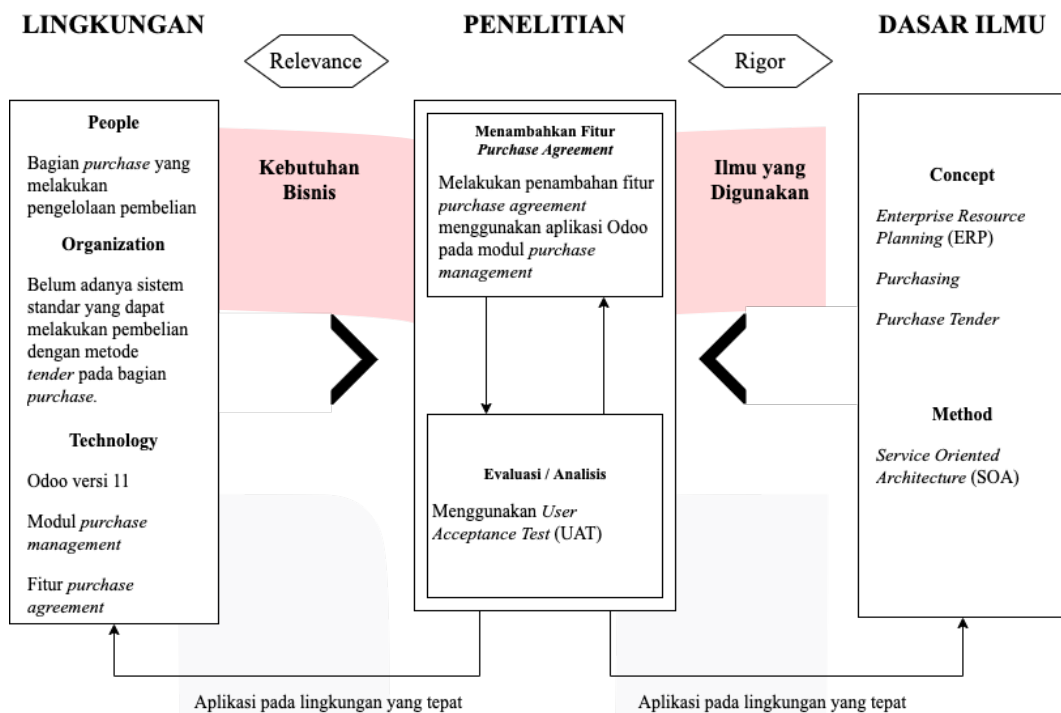 LINGKUNGAN
PENELITIAN
DASAR ILMU
Relevance
Rigor
People
Bagian purchase yang
melakukan
pengelolaan pembelian
Organization
Belum adanya sistem
standar yang dapat
melakukan pembelian
dengan metode
tender pada bagian
purchase.
Technology
Odoo versi 11
Modul purchase
management
Fitur purchase
agreement
Kebutuhan
Bisnis
Menambahkan Fitur
Purchase Agreement
Melakukan penambahan fitur
purchase agreement
menggunakan aplikasi Odoo
pada modul purchase
management
Evaluasi / Analisis
Menggunakan User
Acceptance Test (UAT)
Ilmu yang
Digunakan
Concept
Enterprise Resource
Planning (ERP)
Purchasing
Purchase Tender
Method
Service Oriented
Architecture (SOA)
Aplikasi pada lingkungan yang tepat
Aplikasi pada lingkungan yang tepat